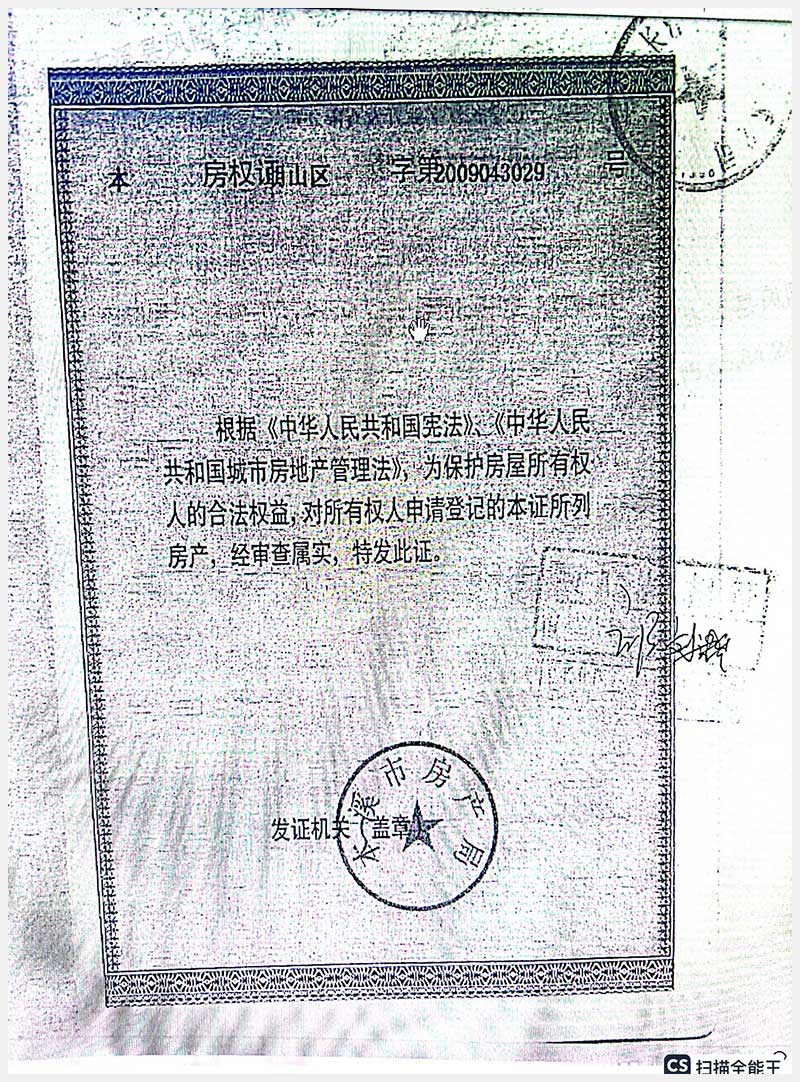 本 房权证明山区 字第2009043029 号
根据《中华人民共和国宪法》、《中华人民
共和国城市房地产管理法》，为保护房屋所有权
人的合法权益，对所有权人申请登记的本证所列
房产，经审查属实，特发此证。
发证机关（盖章）
本溪市房产局
CS 扫描全能王